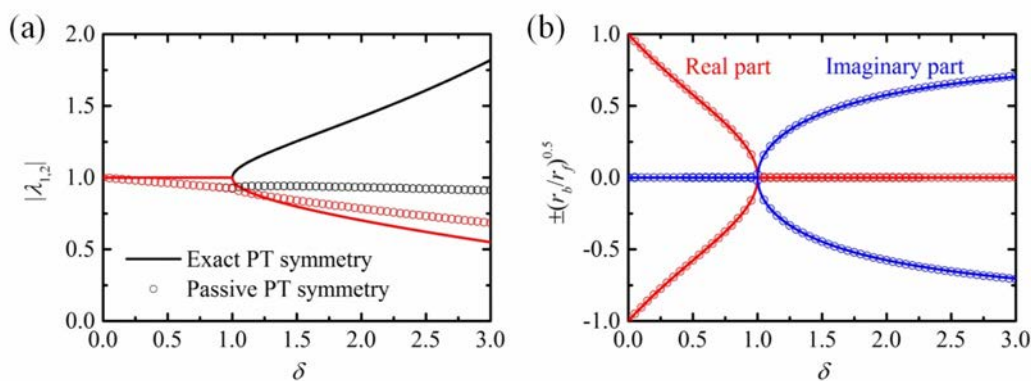 (a)
2.0
1.5
1.0
0.5
0.0
|λ1,2|
Exact PT symmetry
Passive PT symmetry
0.0 0.5 1.0 1.5 2.0 2.5 3.0
δ
(b)
1.0
0.5
0.0
-0.5
-1.0
±(rb/rf)^0.5
Real part
Imaginary part
0.0 0.5 1.0 1.5 2.0 2.5 3.0
δ